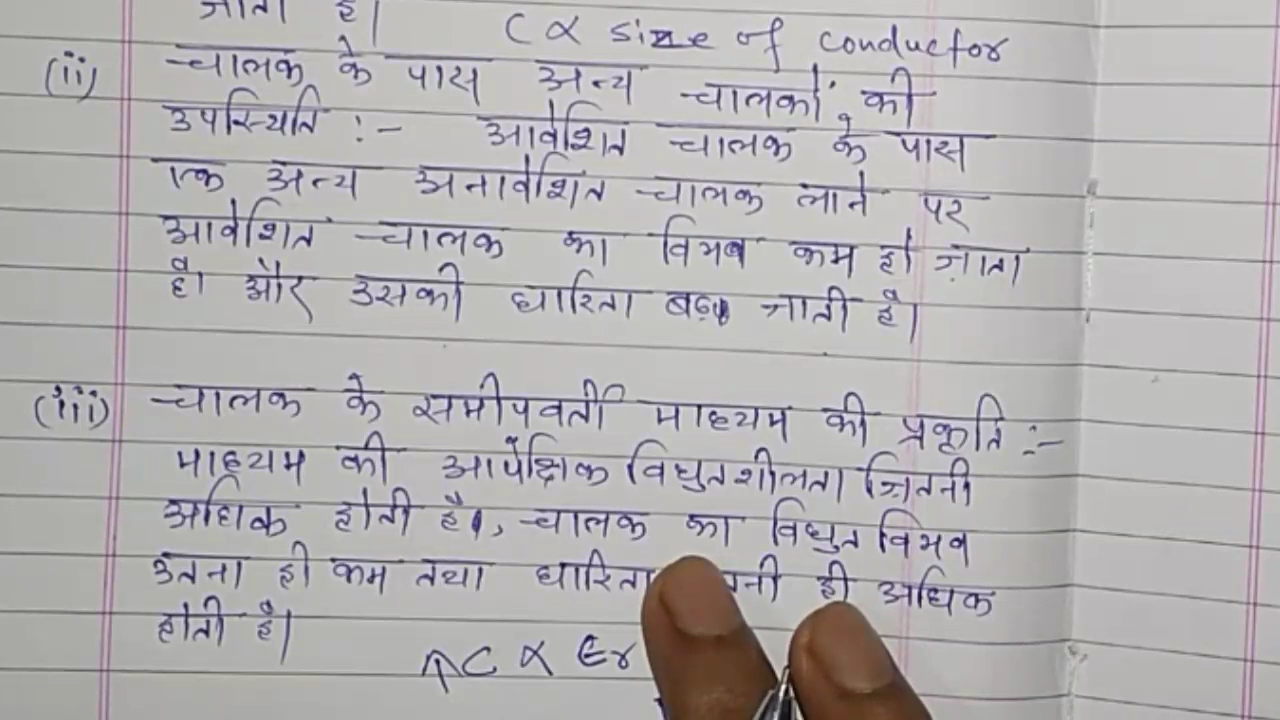 जाता है।
C α size of conductor
(ii) चालक के पास अन्य चालकों की
उपस्थिति :- आवेशित चालक के पास
एक अन्य अनावेशित चालक लाने पर
आवेशित चालक का विभव कम हो जाता
है। और उसकी धारिता बढ़ जाती है।
(iii) चालक के समीपवर्ती माध्यम की प्रकृति :-
माध्यम की आपेक्षिक विधुतशीलता जितनी
अधिक होती है।, चालक का विधुत विभव
उतना ही कम तथा धारिता ही अधिक
होती है।
↑C α Er